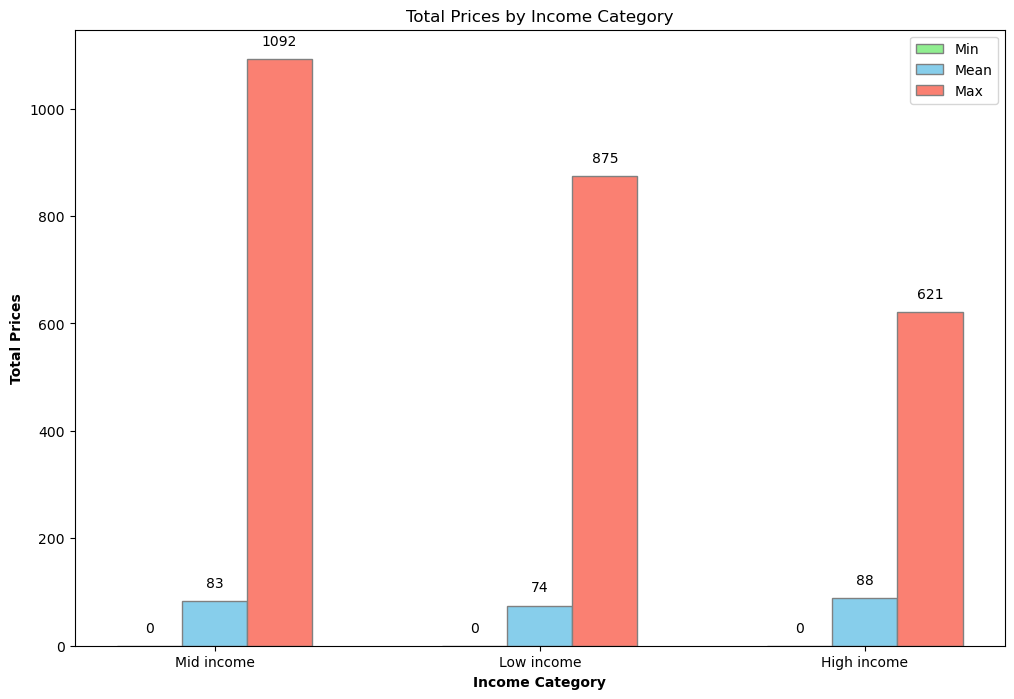 Total Prices by Income Category
Min
Mean
Max
Total Prices
1000
800
600
400
200
0
0
83
1092
0
74
875
0
88
621
Mid income
Low income
High income
Income Category